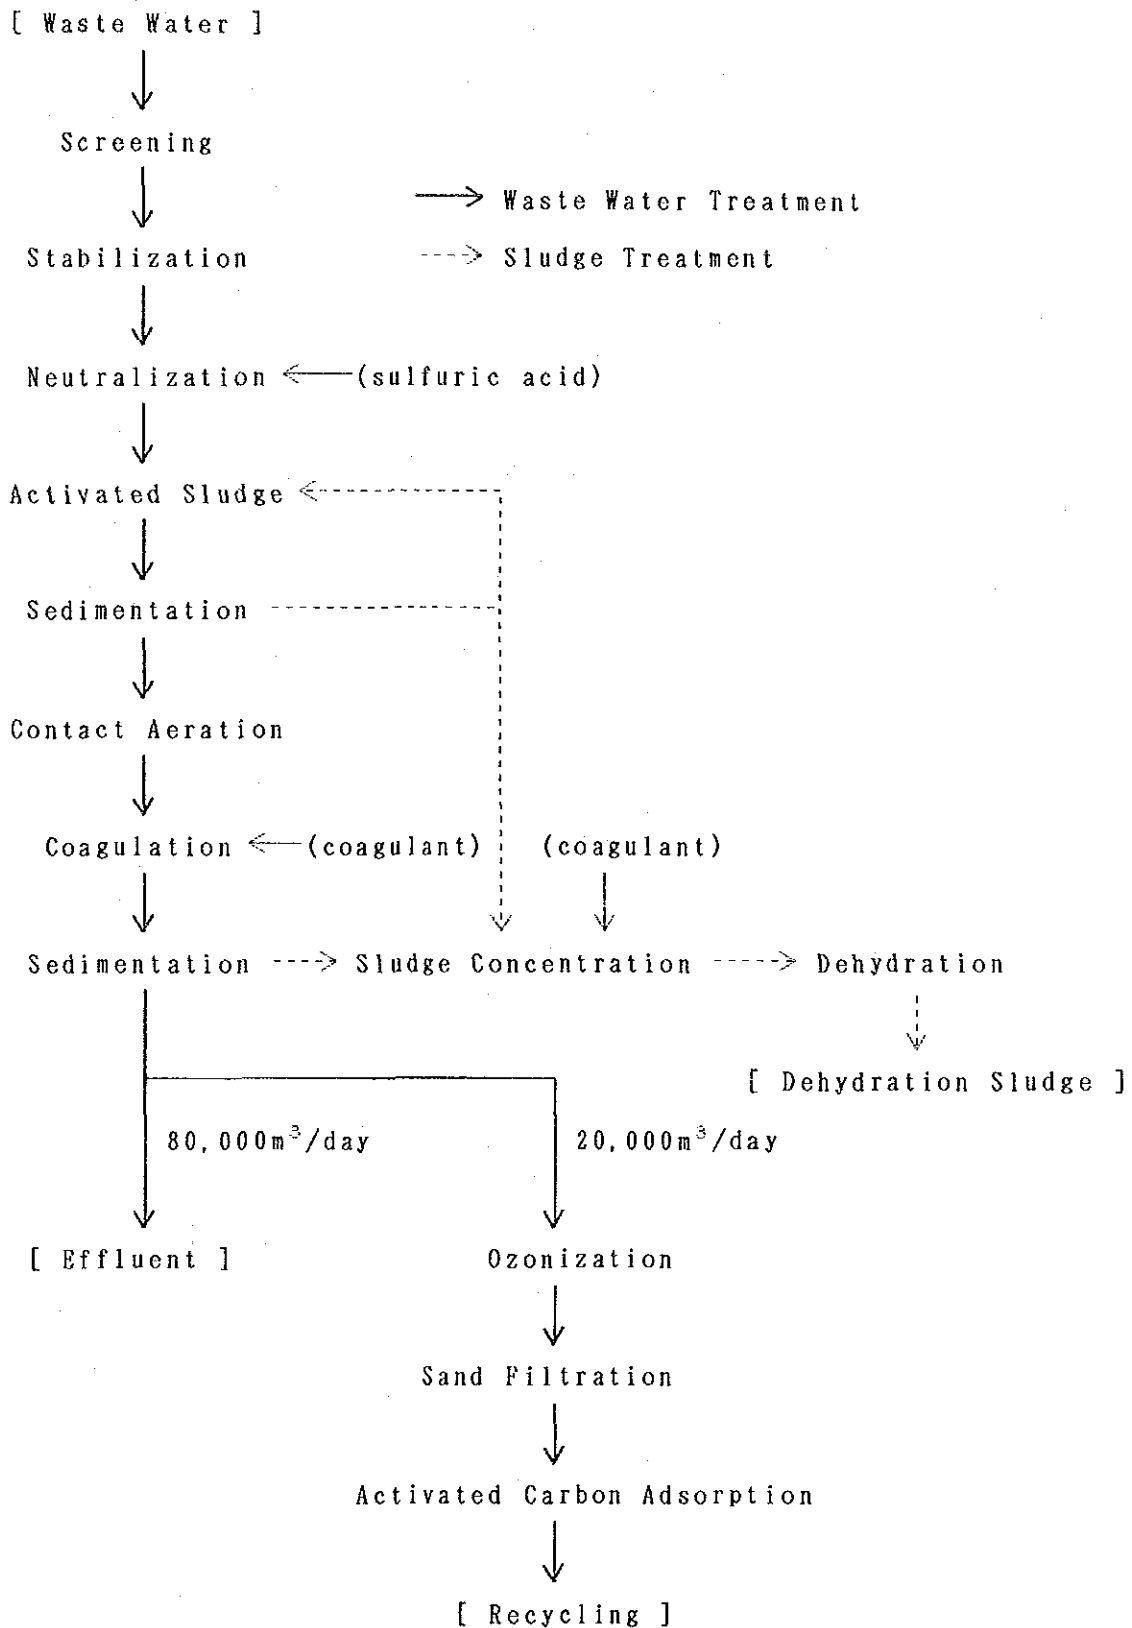 [ Waste Water ]
Screening
Waste Water Treatment
Stabilization
Sludge Treatment
Neutralization
(sulfuric acid)
Activated Sludge
Sedimentation
Contact Aeration
Coagulation
(coagulant)
(coagulant)
Sedimentation
Sludge Concentration
Dehydration
[ Dehydration Sludge ]
80,000m³/day
20,000m³/day
[ Effluent ]
Ozonization
Sand Filtration
Activated Carbon Adsorption
[ Recycling ]